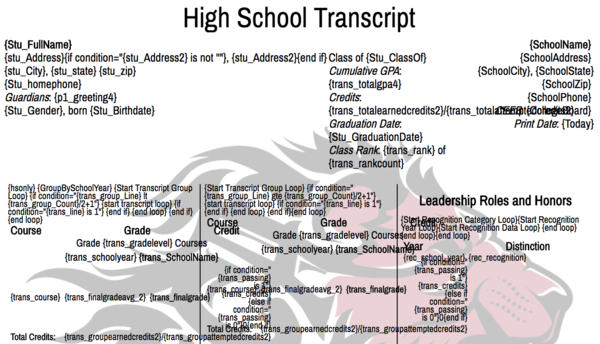 High School Transcript
{Stu_FullName}
{stu_Address}{if condition="{stu_Address2} is not ""}, {stu_Address2}{end if}
{stu_City}, {stu_state} {stu_zip}
{Stu_homephone}
Guardians: {p1_greeting4}
{Stu_Gender}, born {Stu_Birthdate}
Class of {Stu_ClassOf}
Cumulative GPA:
{trans_totalgpa4}
Credits:
{trans_totalearnedcredits2}/{trans_totalattemptedcredits2}
Graduation Date:
{Stu_GraduationDate}
Class Rank: {trans_rank} of
{trans_rankcount}
{SchoolName}
{SchoolAddress}
{SchoolCity}, {SchoolState}
{SchoolZip}
{SchoolPhone}
Print Date: {Today}
{hsonly} {GroupBySchoolYear} {Start Transcript Group
Loop} {if condition="{trans_group_Line} lt
{trans_group_Count}/2+1"} {start transcript loop} {if
condition="{trans_line} is 1"} {end if} {end loop} {end if}
{end loop}
Course Grade Credit
Grade {trans_gradelevel} Courses
{trans_schoolyear} {trans_SchoolName}
{trans_course} {trans_finalgradeavg_2} {trans_finalgrade}
{if condition="
{trans_passing}
is 1"
{trans_credits}
{else if
condition="
{trans_passing}
is 0"}0{end if}
Total Credits: {trans_groupearnedcredits2}/{trans_groupattemptedcredits2}
{Start Transcript Group Loop} {if condition="
{trans_group_Line} gte {trans_group_Count}/2+1"}
{start transcript loop} {if condition="{trans_line} is 1"}
{end if} {end loop} {end if}{end loop}
Course Grade Credit
Grade {trans_gradelevel} Courses
{trans_schoolyear} {trans_SchoolName}
{trans_course} {trans_finalgradeavg_2} {trans_finalgrade}
{if condition="
{trans_passing}
is 1"
{trans_credits}
{else if
condition="
{trans_passing}
is 0"}0{end if}
Total Credits: {trans_groupearnedcredits2}/{trans_groupattemptedcredits2}
Leadership Roles and Honors
{Start Recognition Category Loop}{Start Recognition
Year Loop}{Start Recognition Data Loop} {end loop}
{end loop}{end loop}
Year Distinction
{rec_school_year} {rec_recognition}